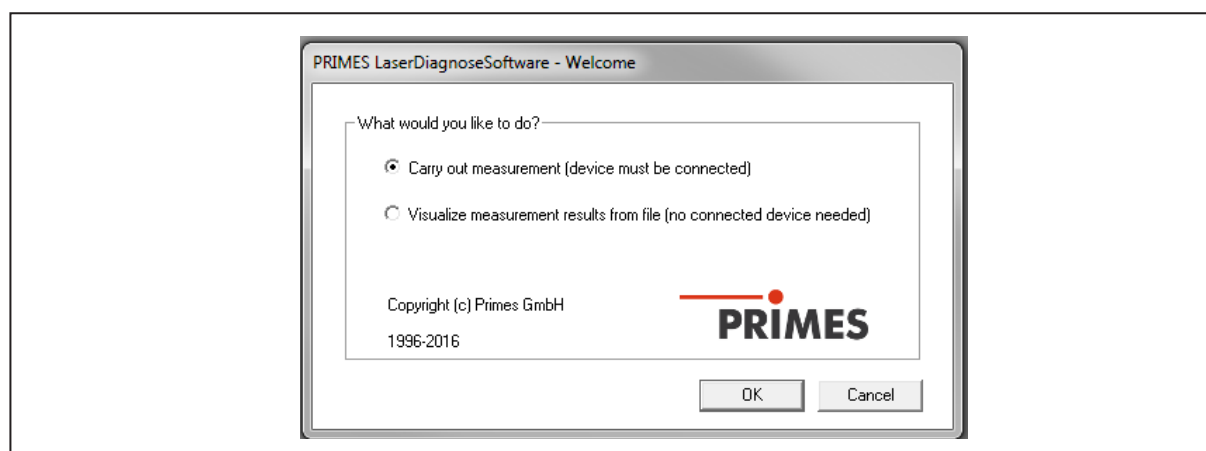 PRIMES LaserDiagnoseSoftware - Welcome
What would you like to do?
Carry out measurement (device must be connected)
Visualize measurement results from file (no connected device needed)
Copyright (c) Primes GmbH
1996-2016
PRIMES
OK
Cancel